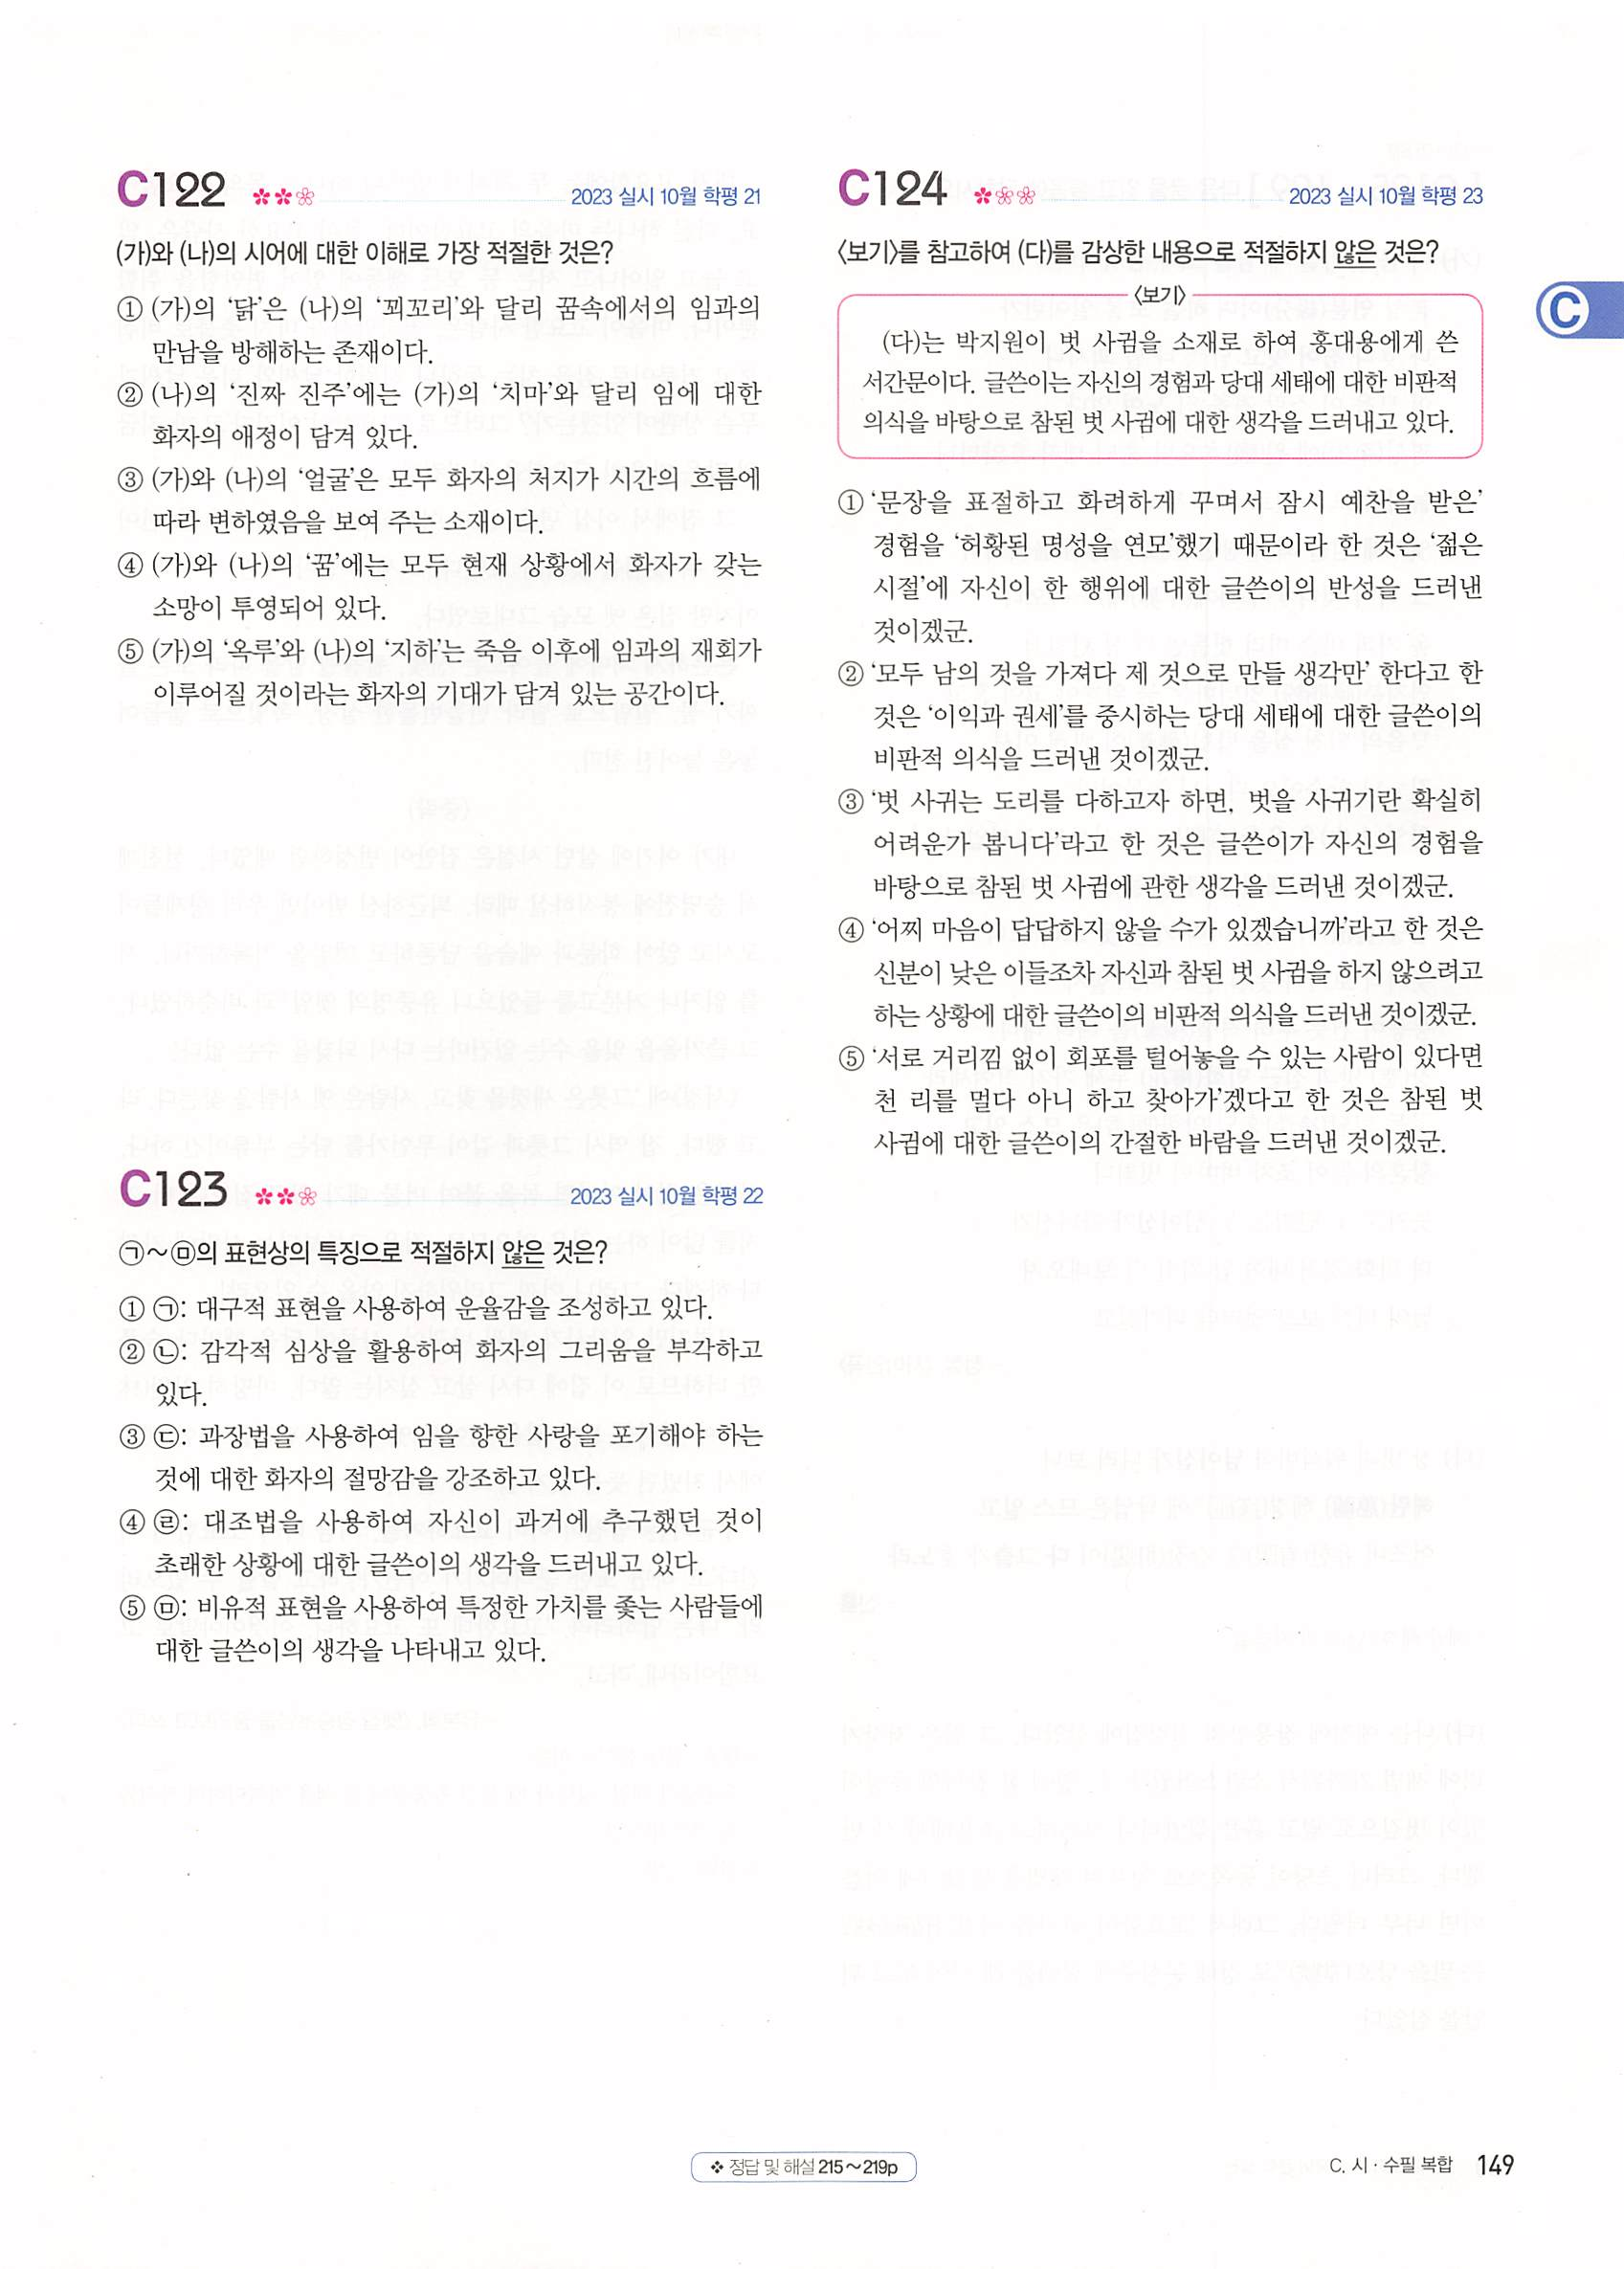 C122 2023 실시 10월 학평 21
(가)와 (나)의 시어에 대한 이해로 가장 적절한 것은?
① (가)의 ‘닭’은 (나)의 ‘꾀꼬리’와 달리 꿈속에서의 임과의
만남을 방해하는 존재이다.
② (나)의 ‘진짜 진주’에는 (가)의 ‘치마’와 달리 임에 대한
화자의 애정이 담겨 있다.
③ (가)와 (나)의 ‘얼굴’은 모두 화자의 처지가 시간의 흐름에
따라 변하였음을 보여 주는 소재이다.
④ (가)와 (나)의 ‘꿈’에는 모두 현재 상황에서 화자가 갖는
소망이 투영되어 있다.
⑤ (가)의 ‘옥루’와 (나)의 ‘지하’는 죽음 이후에 임과의 재회가
이루어질 것이라는 화자의 기대가 담겨 있는 공간이다.
C123 2023 실시 10월 학평 22
㉠~㉤의 표현상의 특징으로 적절하지 않은 것은?
① ㉠: 대구적 표현을 사용하여 운율감을 조성하고 있다.
② ㉡: 감각적 심상을 활용하여 화자의 그리움을 부각하고
있다.
③ ㉢: 과장법을 사용하여 임을 향한 사랑을 포기해야 하는
것에 대한 화자의 절망감을 강조하고 있다.
④ ㉣: 대조법을 사용하여 자신이 과거에 추구했던 것이
초래한 상황에 대한 글쓴이의 생각을 드러내고 있다.
⑤ ㉤: 비유적 표현을 사용하여 특정한 가치를 좇는 사람들에
대한 글쓴이의 생각을 나타내고 있다.
C124 2023 실시 10월 학평 23
〈보기〉를 참고하여 (다)를 감상한 내용으로 적절하지 않은 것은?
〈보기〉
(다)는 박지원이 벗 사귐을 소재로 하여 홍대용에게 쓴
서간문이다. 글쓴이는 자신의 경험과 당대 세태에 대한 비판적
의식을 바탕으로 참된 벗 사귐에 대한 생각을 드러내고 있다.
① ‘문장을 표절하고 화려하게 꾸며서 잠시 예찬을 받은’
경험을 ‘허황된 명성을 연모’했기 때문이라 한 것은 ‘젊은
시절’에 자신이 한 행위에 대한 글쓴이의 반성을 드러낸
것이겠군.
② ‘모두 남의 것을 가져다 제 것으로 만들 생각만’ 한다고 한
것은 ‘이익과 권세’를 중시하는 당대 세태에 대한 글쓴이의
비판적 의식을 드러낸 것이겠군.
③ ‘벗 사귀는 도리를 다하고자 하면, 벗을 사귀기란 확실히
어려운가 봅니다’라고 한 것은 글쓴이가 자신의 경험을
바탕으로 참된 벗 사귐에 관한 생각을 드러낸 것이겠군.
④ ‘어찌 마음이 답답하지 않을 수가 있겠습니까’라고 한 것은
신분이 낮은 이들조차 자신과 참된 벗 사귐을 하지 않으려고
하는 상황에 대한 글쓴이의 비판적 의식을 드러낸 것이겠군.
⑤ ‘서로 거리낌 없이 회포를 털어놓을 수 있는 사람이 있다면
천 리를 멀다 아니 하고 찾아가’겠다고 한 것은 참된 벗
사귐에 대한 글쓴이의 간절한 바람을 드러낸 것이겠군.
C
❖ 정답 및 해설 215~219p
C. 시·수필 복합 149